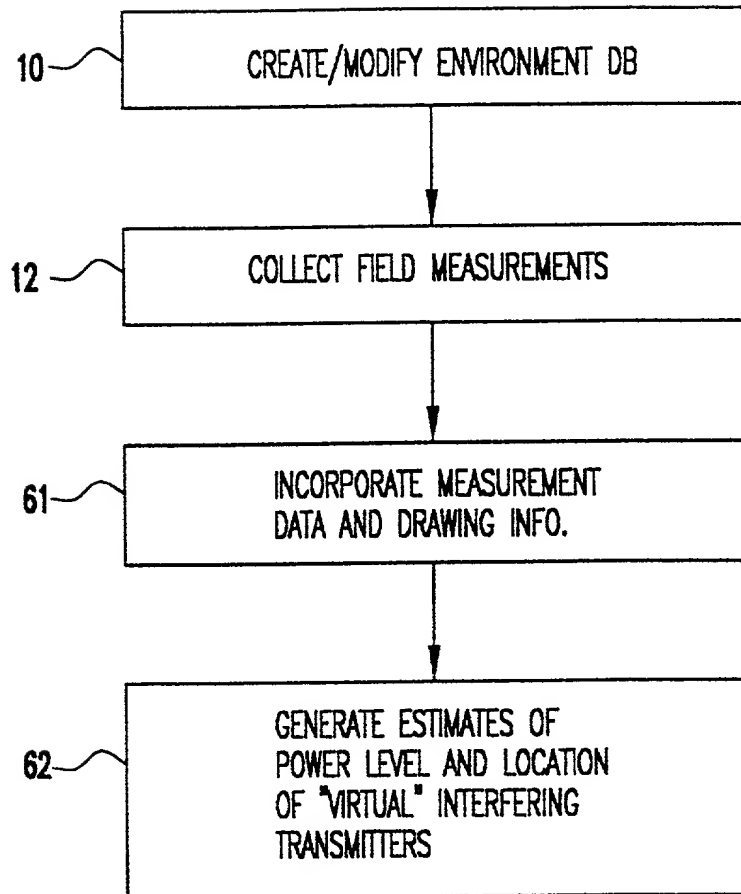 10
CREATE/MODIFY ENVIRONMENT DB
12
COLLECT FIELD MEASUREMENTS
61
INCORPORATE MEASUREMENT
DATA AND DRAWING INFO.
62
GENERATE ESTIMATES OF
POWER LEVEL AND LOCATION
OF "VIRTUAL" INTERFERING
TRANSMITTERS